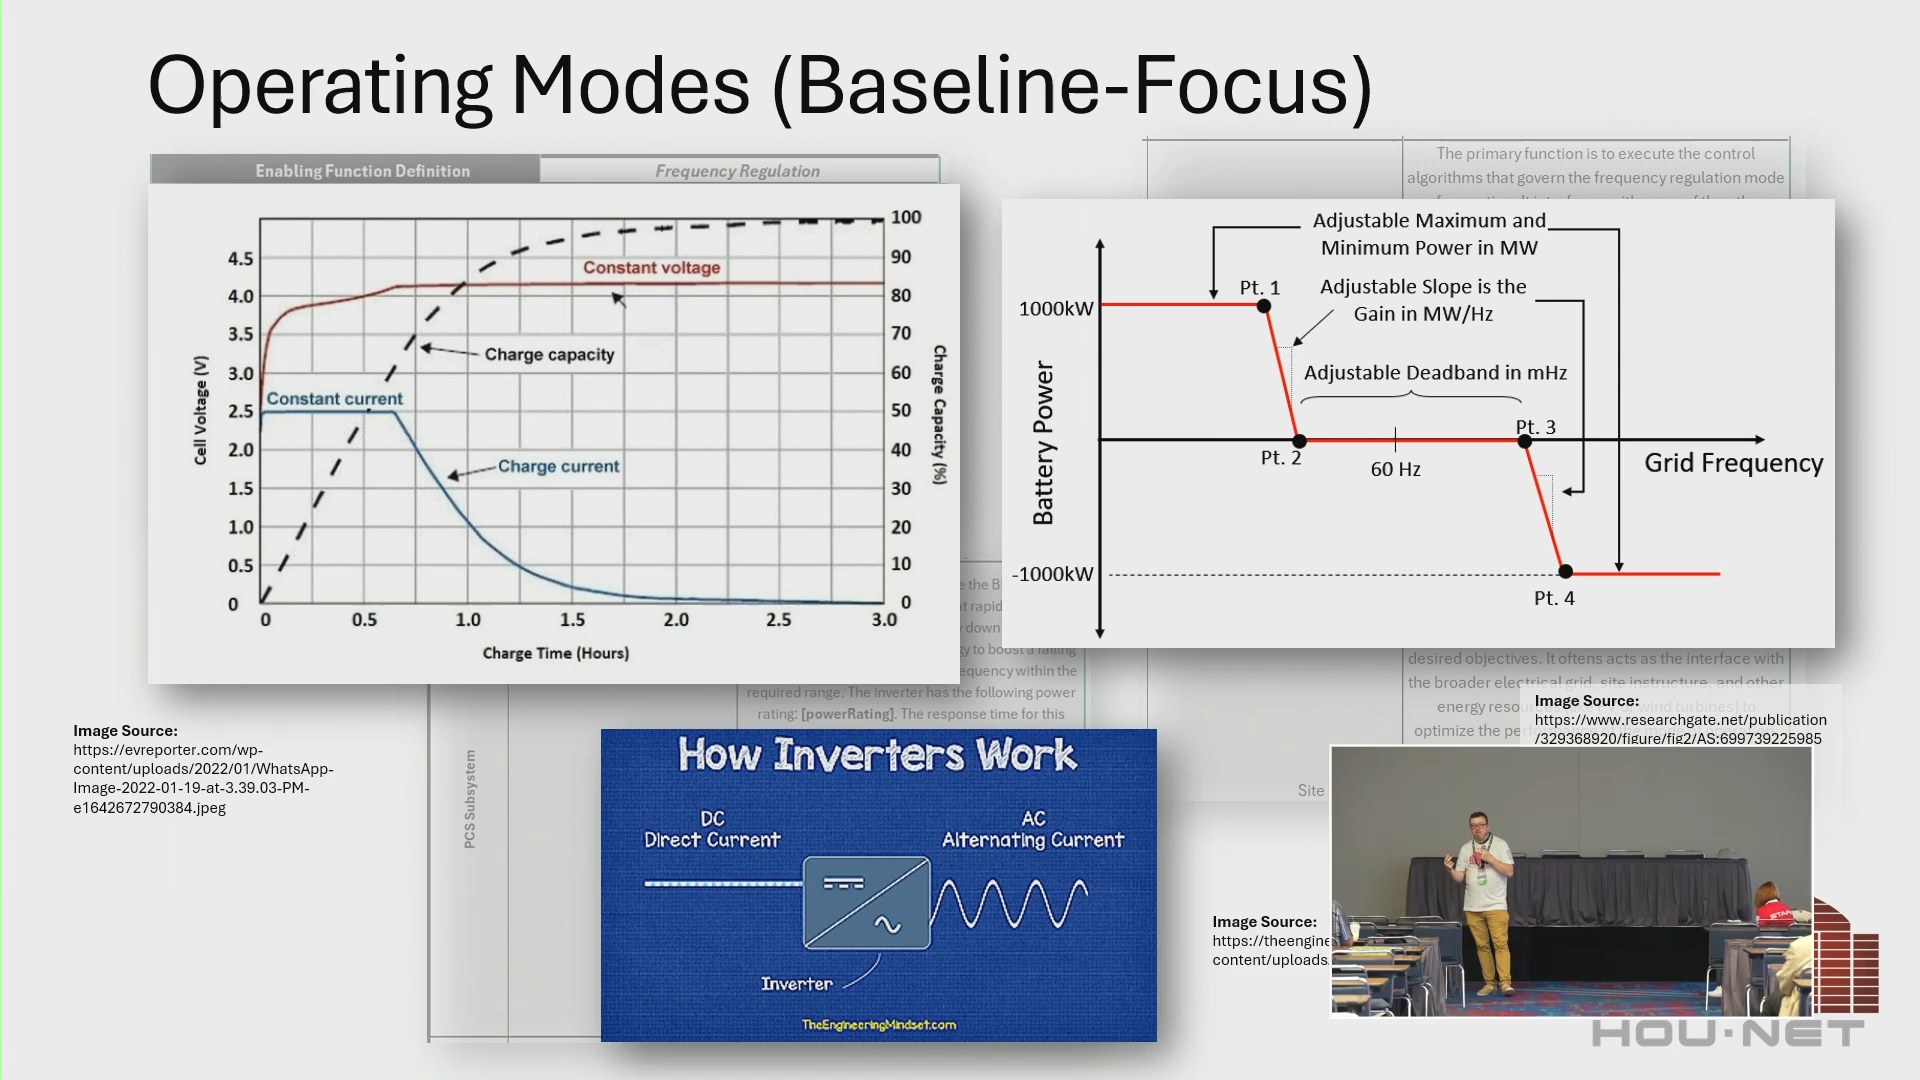 Operating Modes (Baseline-Focus)
Enabling Function Definition
Frequency Regulation
4.5
4.0
3.5
3.0
2.5
2.0
1.5
1.0
0.5
0
Cell Voltage (V)
Constant voltage
Charge capacity
Constant current
Charge current
100
90
80
70
60
50
40
30
20
10
0
Charge Capacity (%)
0 0.5 1.0 1.5 2.0 2.5 3.0
Charge Time (Hours)
The primary function is to execute the control
algorithms that govern the frequency regulation mode
Adjustable Maximum and
Minimum Power in MW
Adjustable Slope is the
Gain in MW/Hz
Pt. 1
1000kW
Adjustable Deadband in mHz
Pt. 3
Pt. 2
60 Hz
Grid Frequency
Battery Power
-1000kW
Pt. 4
e the B
t rapid
down
gy to boost a falling
equency within the
required range. The inverter has the following power
rating: [powerRating]. The response time for this
PCS Subsystem
desired objectives. It oftens acts as the interface with
the broader electrical grid, site instructure, and other
energy reso
wind turbines) to
optimize the per
Site
Image Source:
https://evreporter.com/wp-
content/uploads/2022/01/WhatsApp-
Image-2022-01-19-at-3.39.03-PM-
e1642672790384.jpeg
Image Source:
https://www.researchgate.net/publication
/329368920/figure/fig2/AS:699739225985
How Inverters Work
DC
Direct Current
AC
Alternating Current
Inverter
TheEngineeringMindset.com
Image Source:
https://theengine
content/uploads
HOU·NET